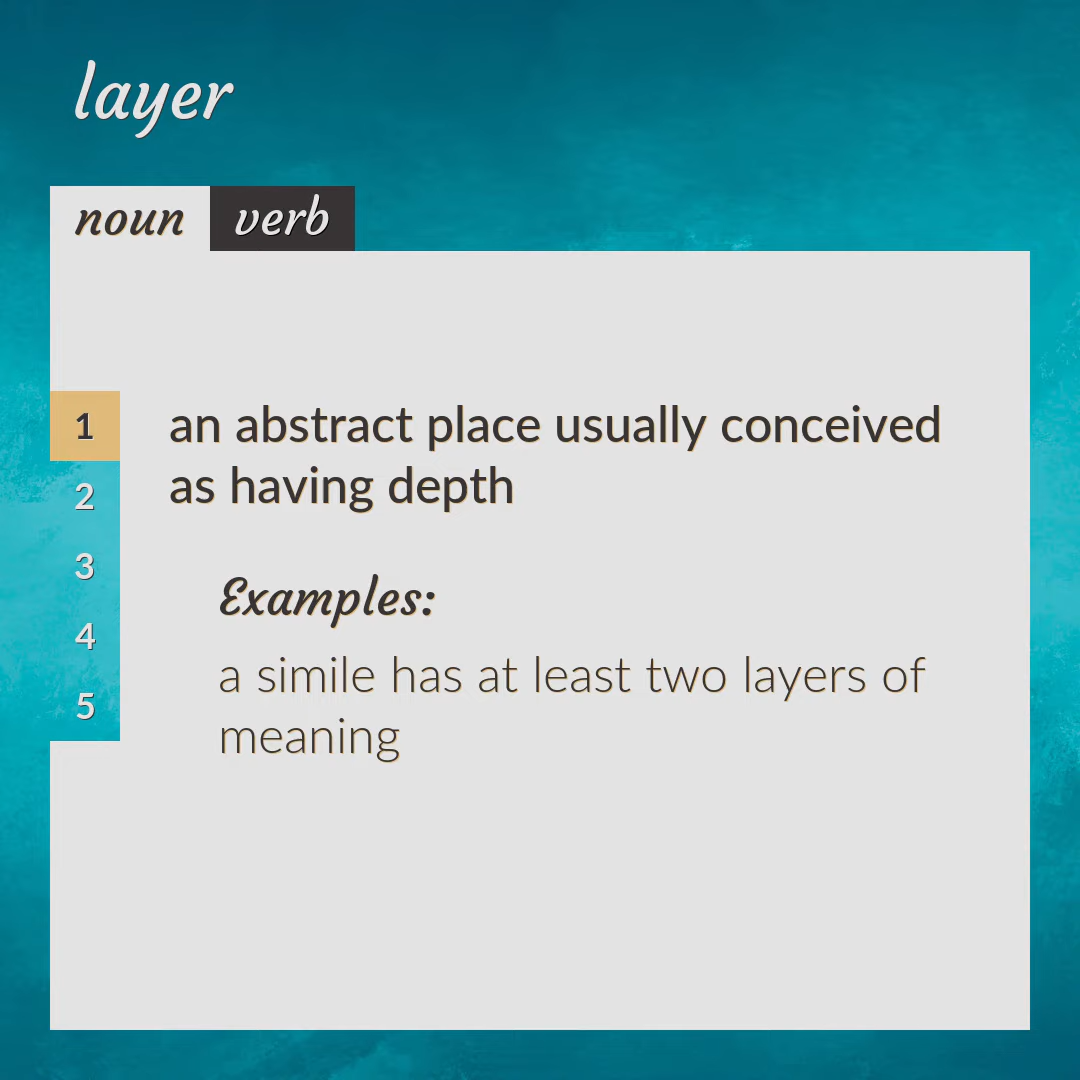 layer
noun verb
1 an abstract place usually conceived
as having depth
2
3
4
5
Examples:
a simile has at least two layers of
meaning